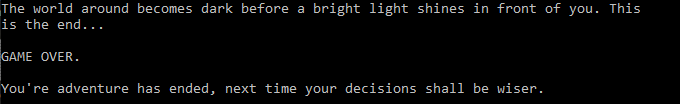 The world around becomes dark before a bright light shines in front of you. This
is the end...
GAME OVER.
You're adventure has ended, next time your decisions shall be wiser.